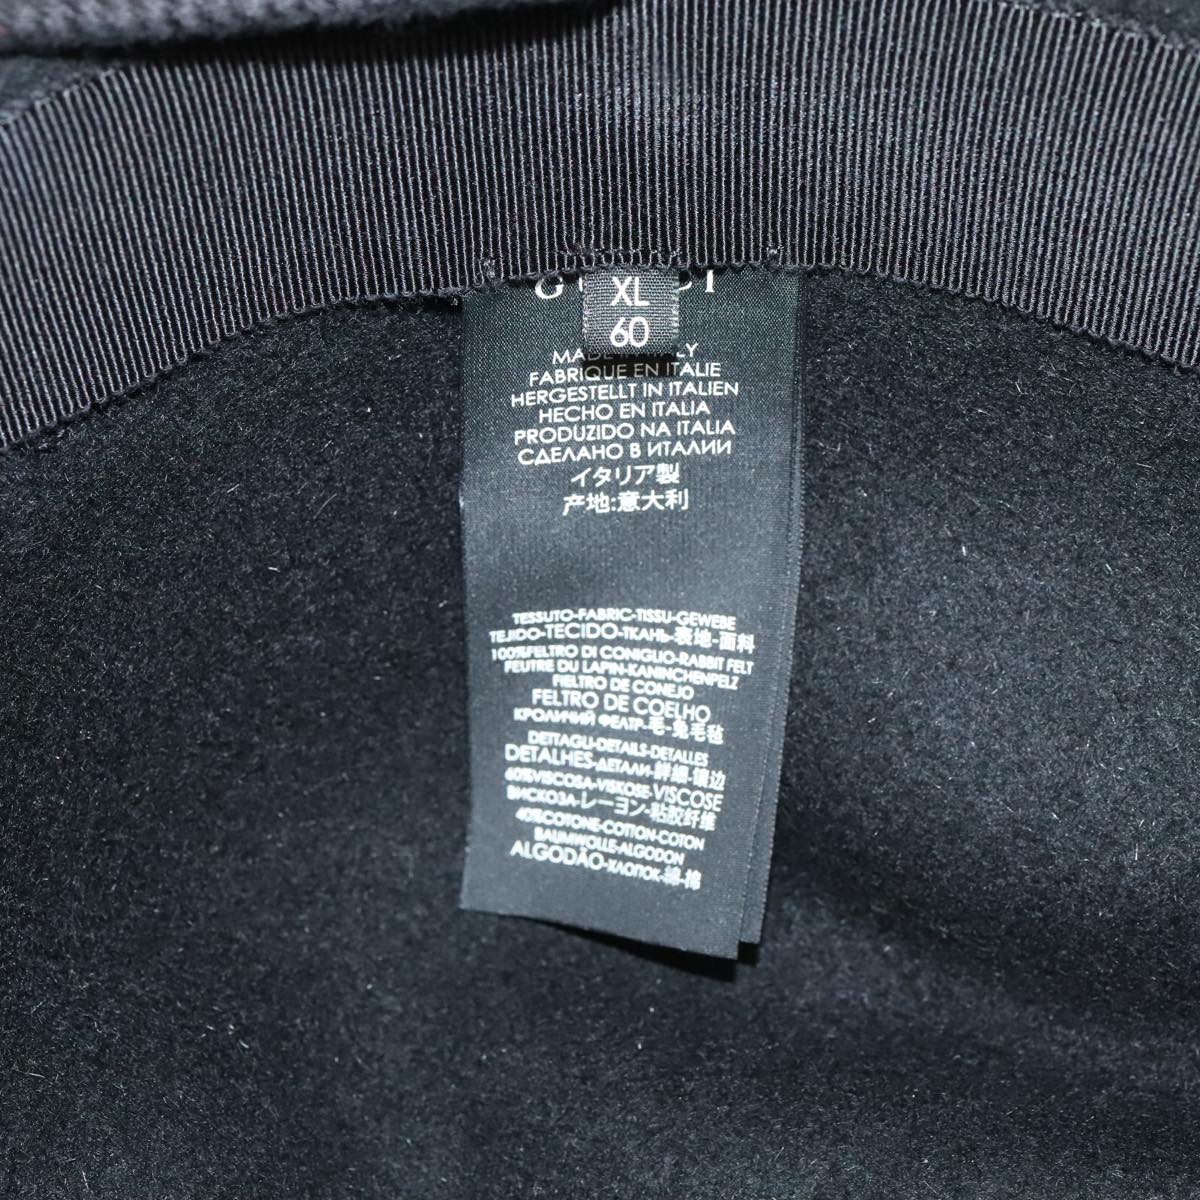 GUCCI
XL
60
MADE IN ITALY
FABRIQUE EN ITALIE
HERGESTELLT IN ITALIEN
HECHO EN ITALIA
PRODUZIDO NA ITALIA
СДЕЛАНО В ИТАЛИИ
イタリア製
产地:意大利
TESSUTO-FABRIC-TISSU-GEWEBE
TEJIDO-TECIDO-ТКАНЬ-表地-面料
100%FELTRO DI CONIGLIO-RABBIT FELT
FEUTRE DU LAPIN-KANINCHENPELZ
FIELTRO DE CONEJO
FELTRO DE COELHO
КРОЛИЧИЙ ФЕЛТР-毛-兔毛毡
DETTAGLI-DETAILS-DETALLES
DETALHES-ДЕТАЛИ-詳細-镶边
60%VISCOSA-VISKOSE-VISCOSE
ВИСКОЗА-レーヨン-粘胶纤维
40%COTONE-COTTON-COTON
BAUMWOLLE-ALGODON
ALGODÃO-ХЛОПОК-綿-棉